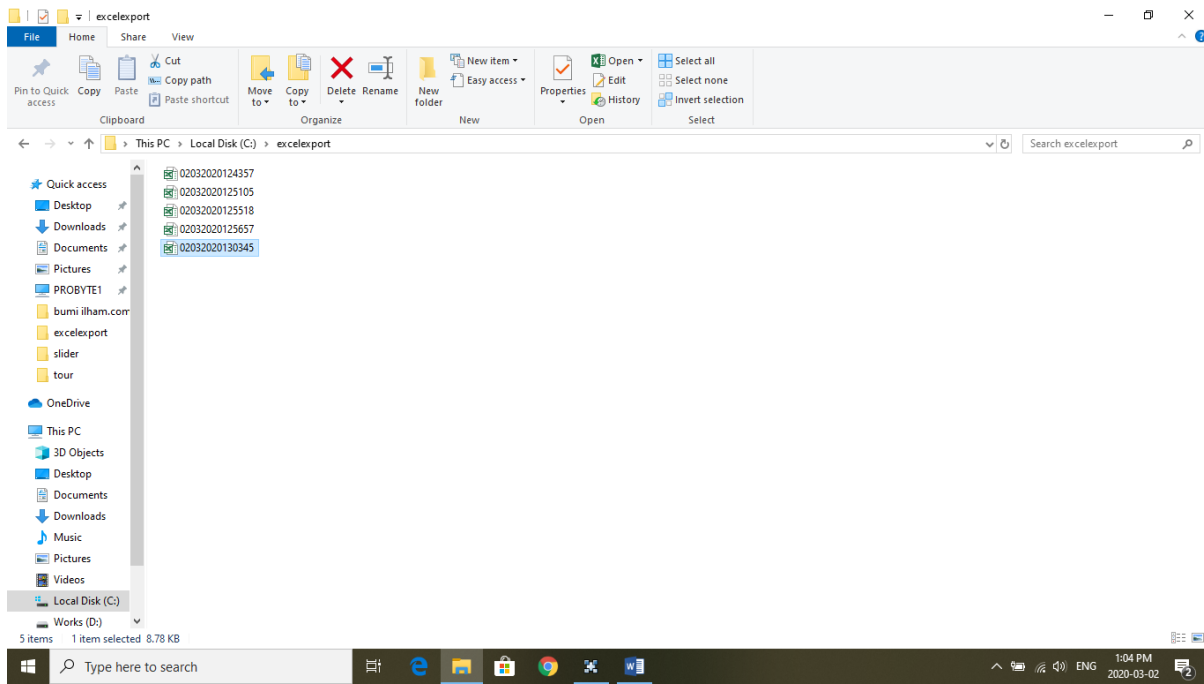 excelexport
File Home Share View
Pin to Quick access
Copy
Paste
Cut
Copy path
Paste shortcut
Clipboard
Move to
Copy to
Delete
Rename
Organize
New folder
New item
Easy access
New
Properties
Open
Edit
History
Open
Select all
Select none
Invert selection
Select
This PC > Local Disk (C:) > excelexport
Search excelexport
Quick access
Desktop
Downloads
Documents
Pictures
PROBYTE1
bumi ilham.com
excelexport
slider
tour
OneDrive
This PC
3D Objects
Desktop
Documents
Downloads
Music
Pictures
Videos
Local Disk (C:)
Works (D:)
02032020124357
02032020125105
02032020125518
02032020125657
02032020130345
5 items 1 item selected 8.78 KB
Type here to search
ENG
1:04 PM
2020-03-02
2